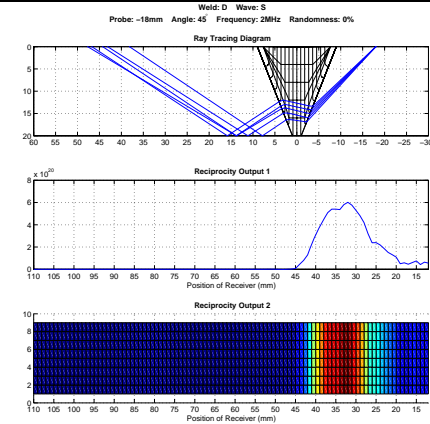 Weld: D Wave: S
Probe: −18mm Angle: 45° Frequency: 2MHz Randomness: 0%
Ray Tracing Diagram
0
5
10
15
20
60 55 50 45 40 35 30 25 20 15 10 5 0 −5 −10 −15 −20 −25 −30
x 10^20
Reciprocity Output 1
8
6
4
2
0
110 105 100 95 90 85 80 75 70 65 60 55 50 45 40 35 30 25 20 15
Position of Receiver (mm)
Reciprocity Output 2
10
8
6
4
2
0
110 105 100 95 90 85 80 75 70 65 60 55 50 45 40 35 30 25 20 15
Position of Receiver (mm)